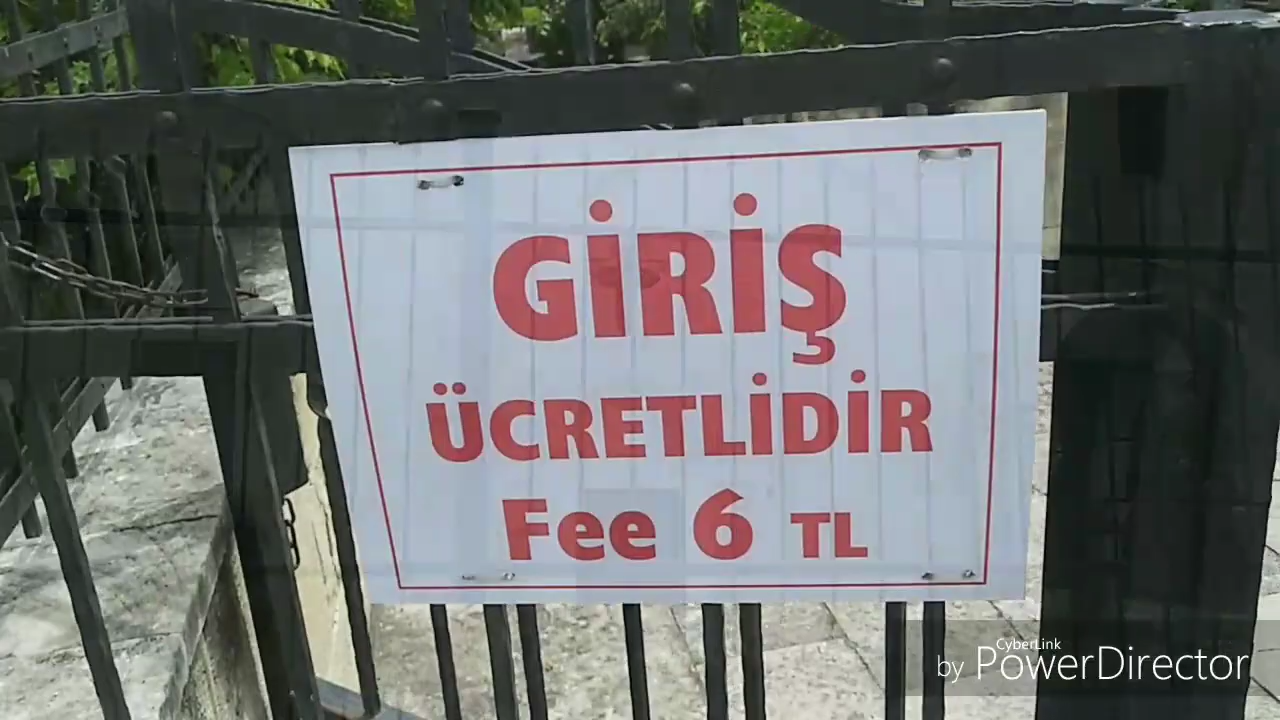 GİRİŞ
ÜCRETLİDİR
Fee 6 TL
CyberLink
by PowerDirector